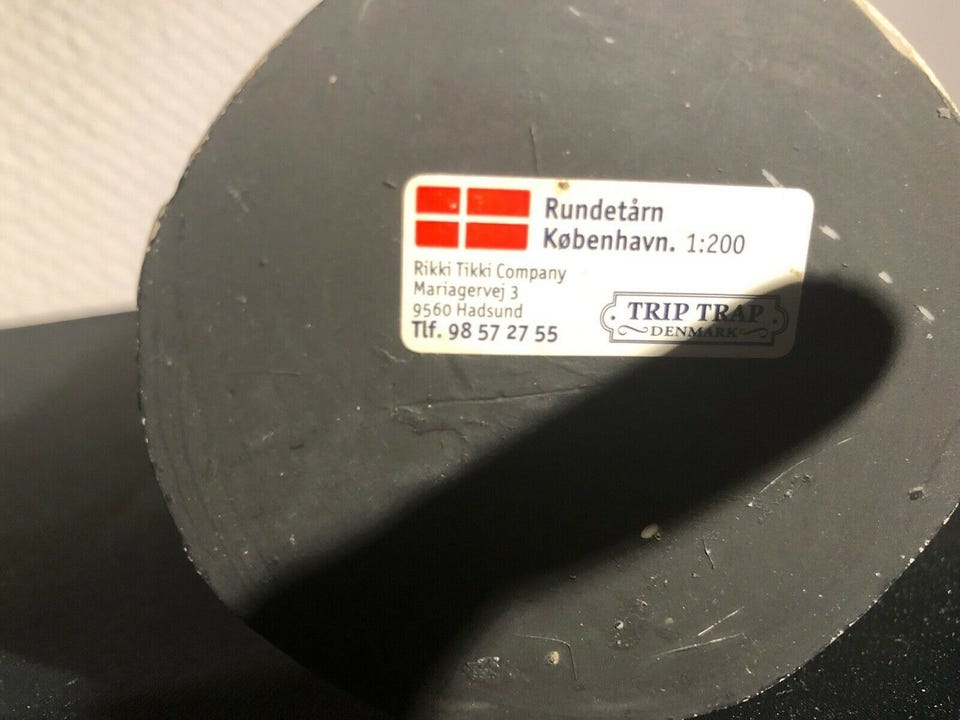 Rundetårn
København. 1:200
Rikki Tikki Company
Mariagervej 3
9560 Hadsund
Tlf. 98 57 27 55
TRIP TRAP
DENMARK